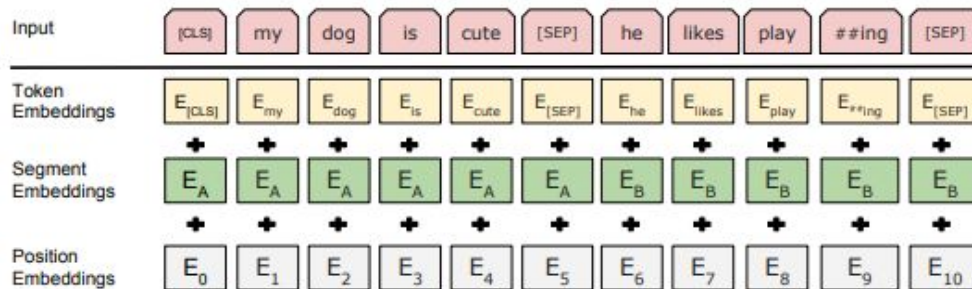 Input [CLS] my dog is cute [SEP] he likes play ##ing [SEP]
Token
Embeddings E[CLS] Emy Edog Eis Ecute E[SEP] Ehe Elikes Eplay E##ing E[SEP]
+ + + + + + + + + + +
Segment
Embeddings EA EA EA EA EA EA EB EB EB EB EB
+ + + + + + + + + + +
Position
Embeddings E0 E1 E2 E3 E4 E5 E6 E7 E8 E9 E10